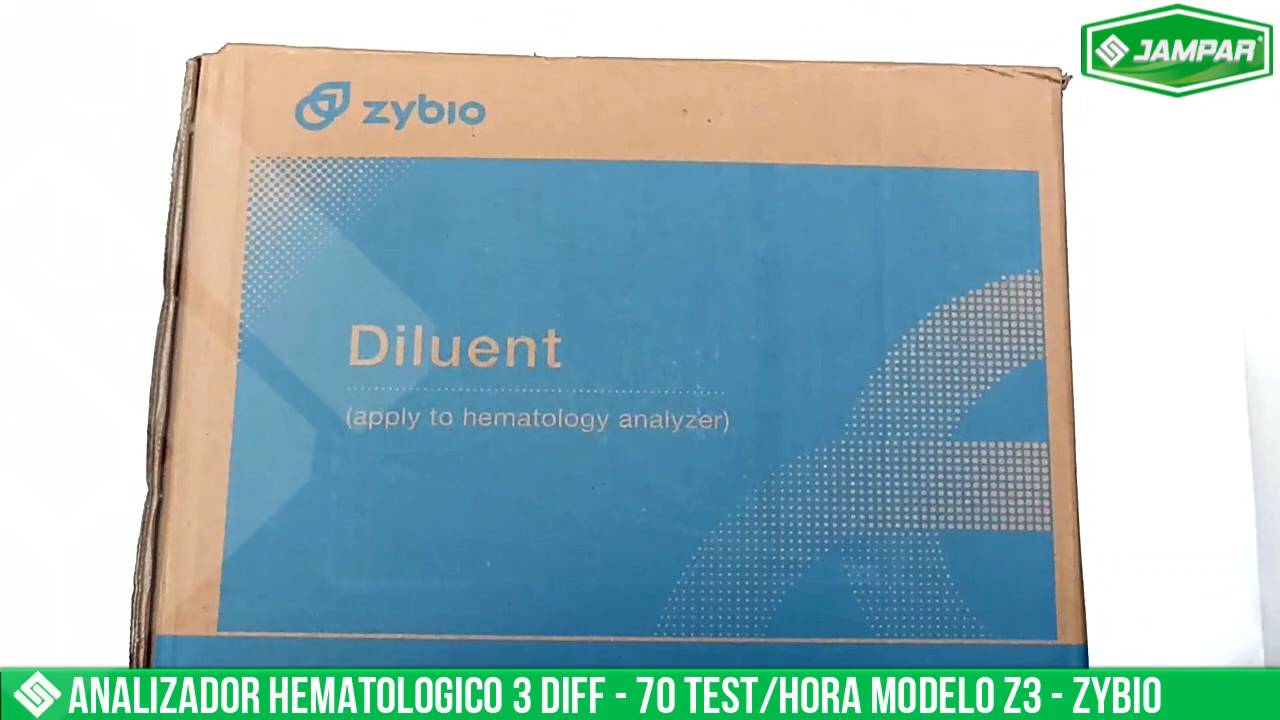 JAMPAR
zybio
Diluent
(apply to hematology analyzer)
ANALIZADOR HEMATOLOGICO 3 DIFF - 70 TEST/HORA MODELO Z3 - ZYBIO